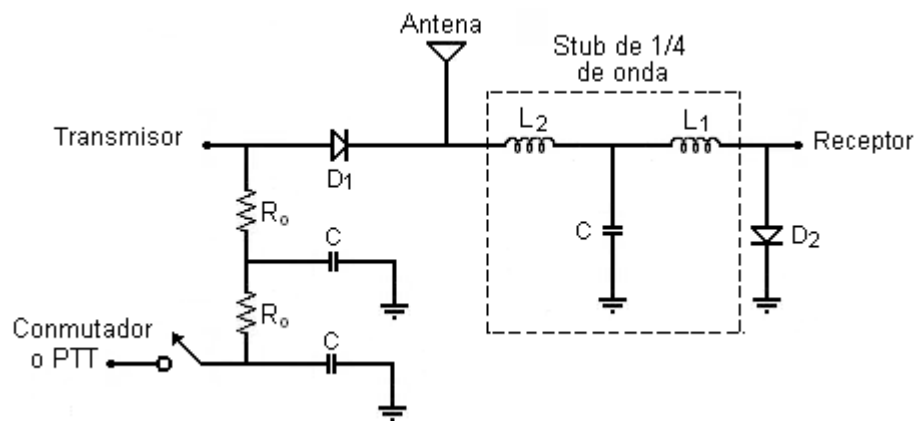 Antena
Stub de 1/4
de onda
Transmisor
D1
L2
L1
Receptor
Ro
C
C
D2
Ro
C
Conmutador
o PTT